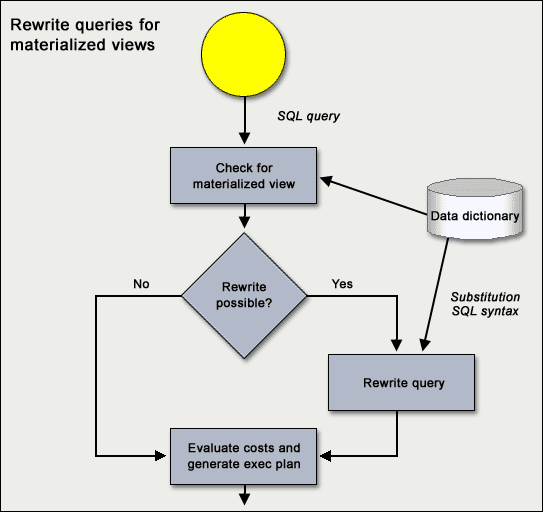 Rewrite queries for
materialized views
SQL query
Check for
materialized view
Data dictionary
No
Rewrite
possible?
Yes
Substitution
SQL syntax
Rewrite query
Evaluate costs and
generate exec plan